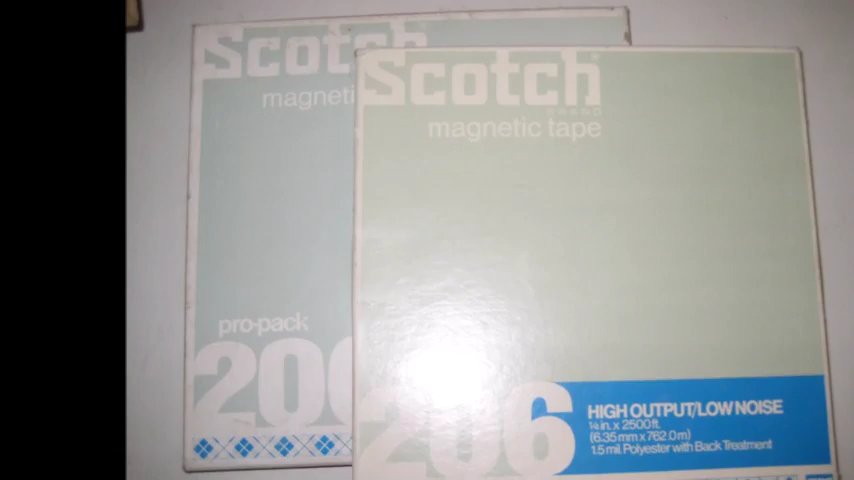 Scotch
magnetic
pro-pack
Scotch
BRAND
magnetic tape
206
HIGH OUTPUT/LOW NOISE
¼ in. x 2500 ft.
(6.35 mm x 762.0 m)
1.5 mil. Polyester with Back Treatment